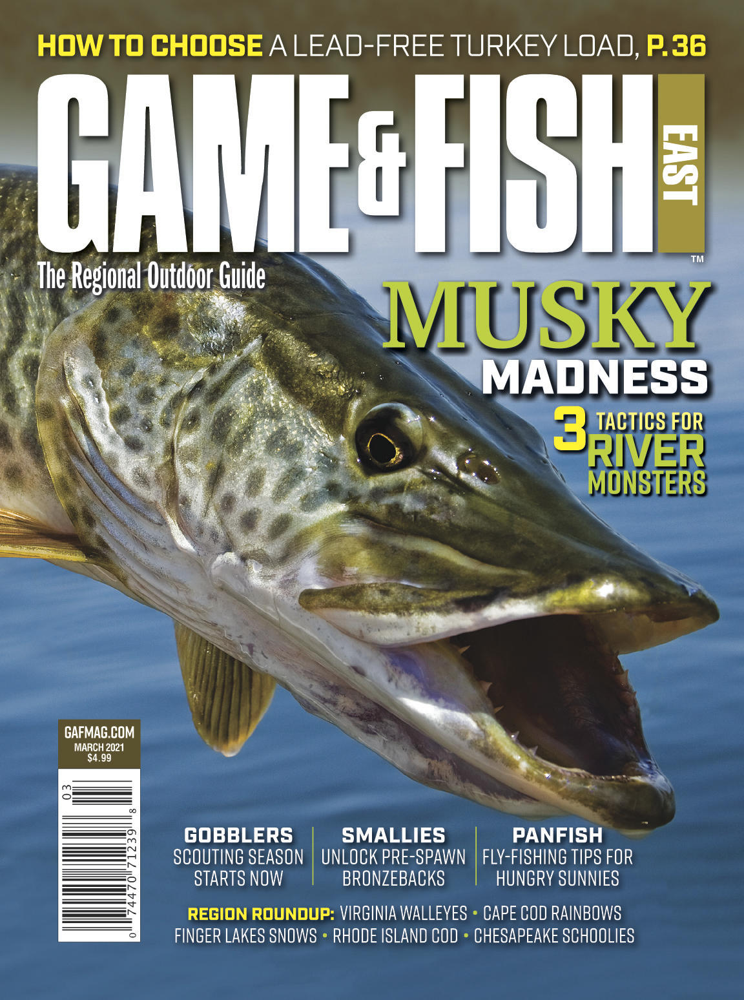 HOW TO CHOOSE A LEAD-FREE TURKEY LOAD, P.36
GAME & FISH
EAST
TM
The Regional Outdoor Guide
MUSKY
MADNESS
3 TACTICS FOR
RIVER
MONSTERS
GAFMAG.COM
MARCH 2021
$4.99
03
0 74470 71239 8
GOBBLERS
SCOUTING SEASON
STARTS NOW
SMALLIES
UNLOCK PRE-SPAWN
BRONZEBACKS
PANFISH
FLY-FISHING TIPS FOR
HUNGRY SUNNIES
REGION ROUNDUP: VIRGINIA WALLEYES • CAPE COD RAINBOWS
FINGER LAKES SNOWS • RHODE ISLAND COD • CHESAPEAKE SCHOOLIES